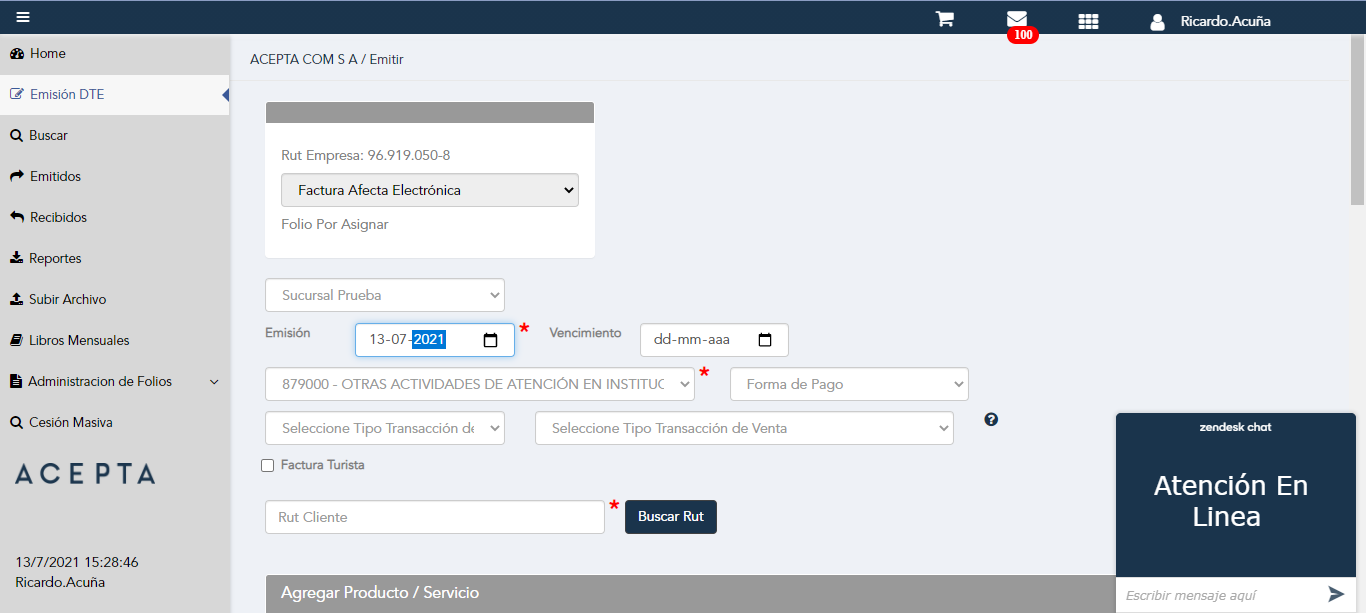 100
Ricardo.Acuña
Home
Emisión DTE
Buscar
Emitidos
Recibidos
Reportes
Subir Archivo
Libros Mensuales
Administracion de Folios
Cesión Masiva
ACEPTA
13/7/2021 15:28:46
Ricardo.Acuña
ACEPTA COM S A / Emitir
Rut Empresa: 96.919.050-8
Factura Afecta Electrónica
Folio Por Asignar
Sucursal Prueba
Emisión 13-07-2021 * Vencimiento dd-mm-aaa
879000 - OTRAS ACTIVIDADES DE ATENCIÓN EN INSTITUC * Forma de Pago
Seleccione Tipo Transacción de Seleccione Tipo Transacción de Venta ?
Factura Turista
Rut Cliente * Buscar Rut
Agregar Producto / Servicio
zendesk chat
Atención En
Linea
Escribir mensaje aquí